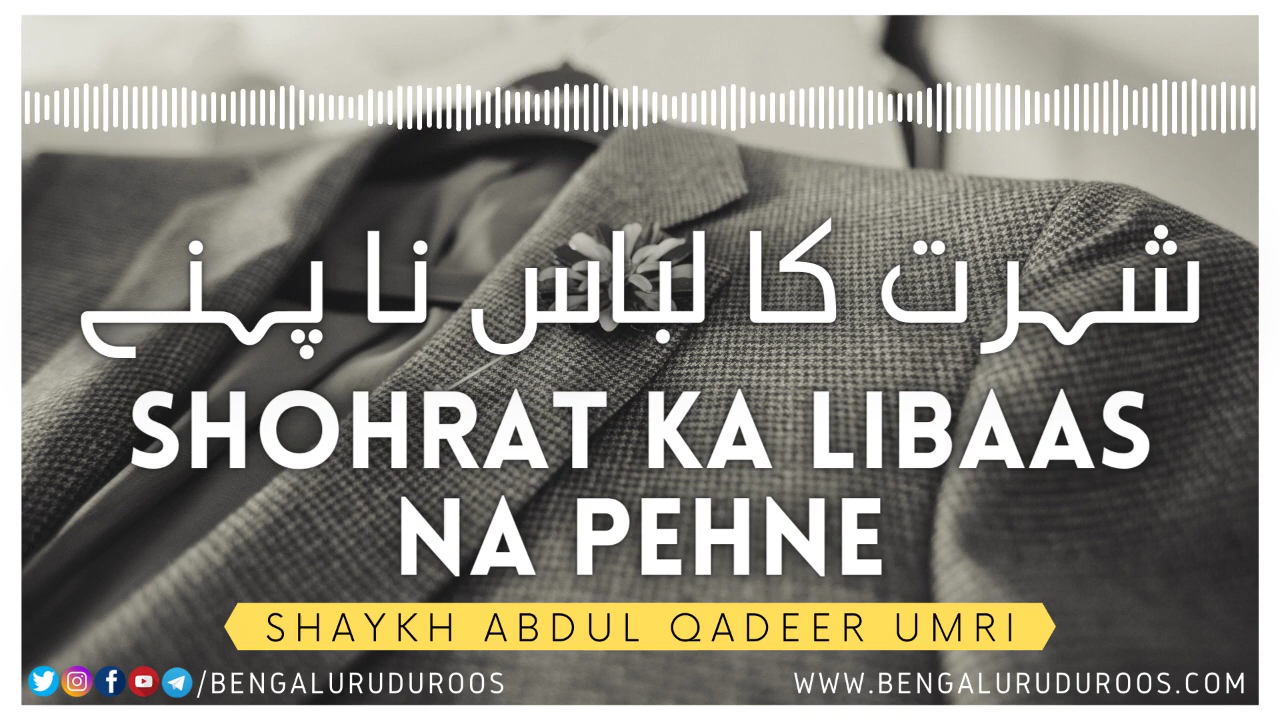 شہرت کا لباس نا پہنے
SHOHRAT KA LIBAAS
NA PEHNE
SHAYKH ABDUL QADEER UMRI
/BENGALURUDUROOS
WWW.BENGALURUDUROOS.COM